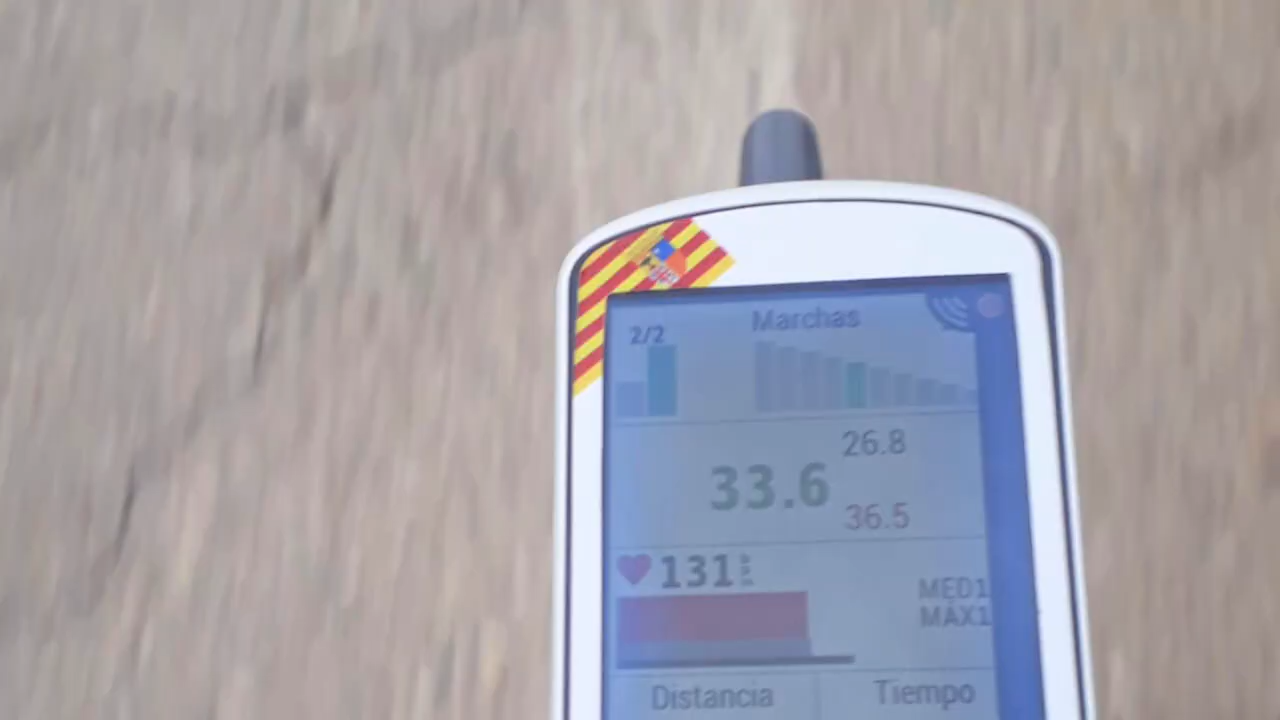 Marchas
2/2
26.8
33.6
36.5
131
MED1
MAX1
Distancia
Tiempo